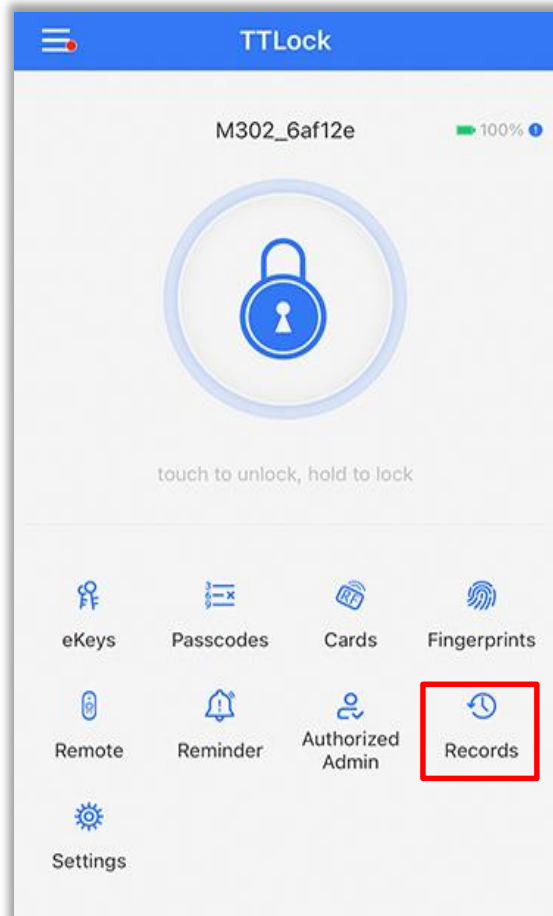 TTLock
M302_6af12e
100%
touch to unlock, hold to lock
eKeys
Passcodes
Cards
Fingerprints
Remote
Reminder
Authorized
Admin
Records
Settings